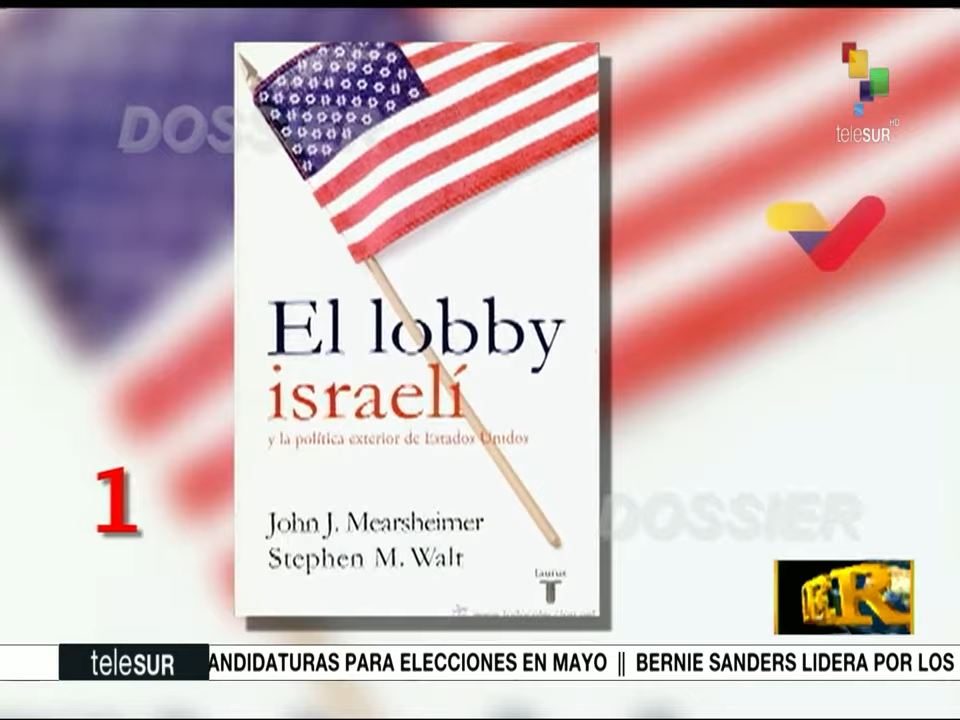 DOSSIER
teleSUR HD
El lobby
israelí
y la política exterior de Estados Unidos
1
John J. Mearsheimer
Stephen M. Walt
DOSSIER
taurus
T
R
teleSUR
ANDIDATURAS PARA ELECCIONES EN MAYO || BERNIE SANDERS LIDERA POR LOS